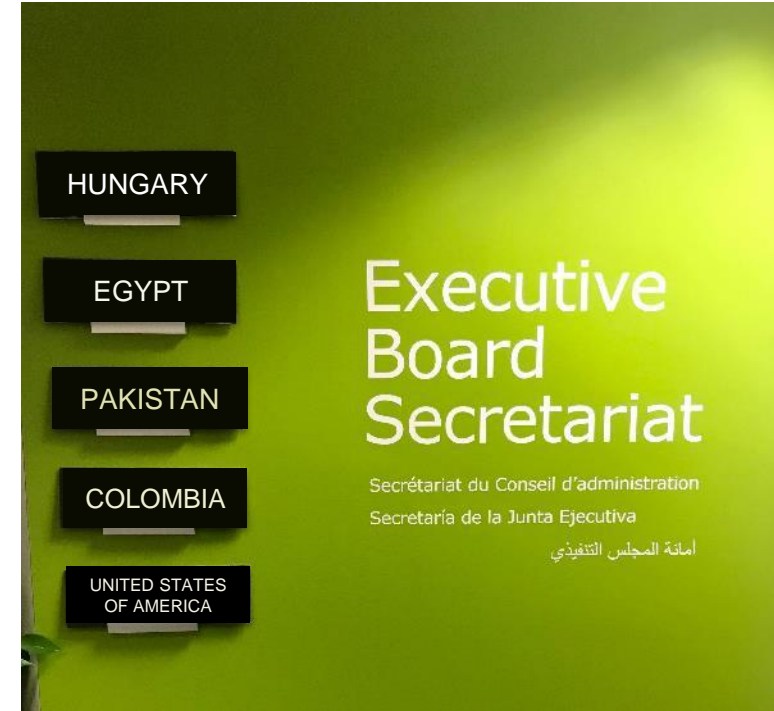 HUNGARY
EGYPT
PAKISTAN
COLOMBIA
UNITED STATES
OF AMERICA
Executive
Board
Secretariat
Secrétariat du Conseil d'administration
Secretaría de la Junta Ejecutiva
أمانة المجلس التنفيذي